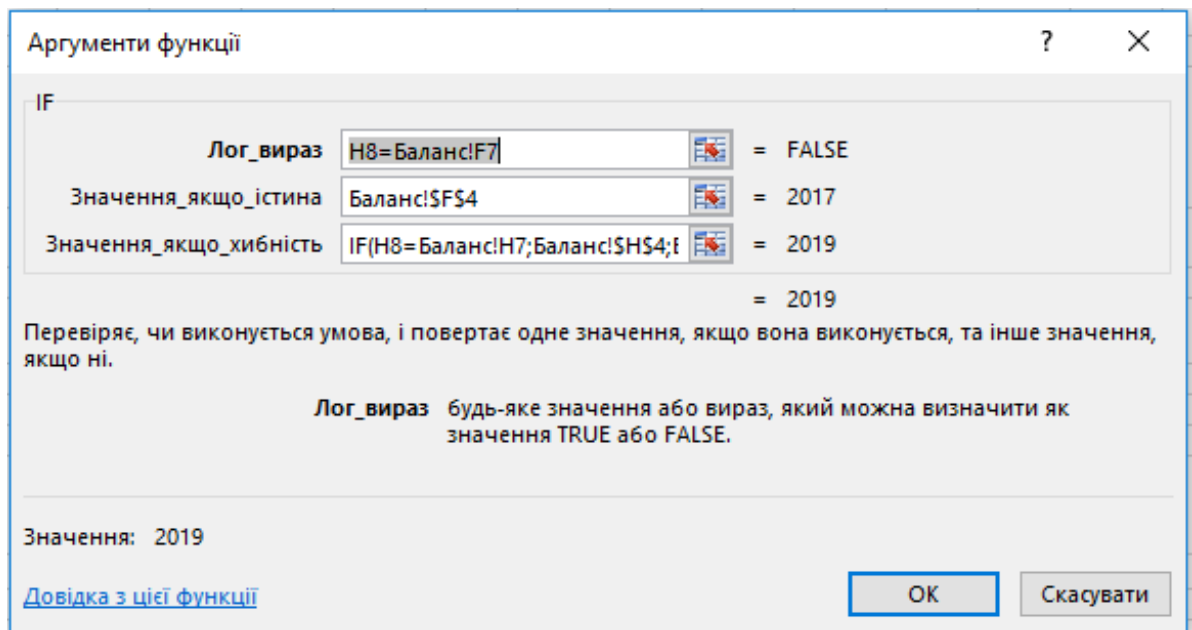 Аргументи функції ? ×
IF
Лог_вираз H8=Баланс!F7 = FALSE
Значення_якщо_істина Баланс!$F$4 = 2017
Значення_якщо_хибність IF(H8=Баланс!H7;Баланс!$H$4; = 2019
= 2019
Перевіряє, чи виконується умова, і повертає одне значення, якщо вона виконується, та інше значення,
якщо ні.
Лог_вираз будь-яке значення або вираз, який можна визначити як
значення TRUE або FALSE.
Значення: 2019
Довідка з цієї функції OK Скасувати